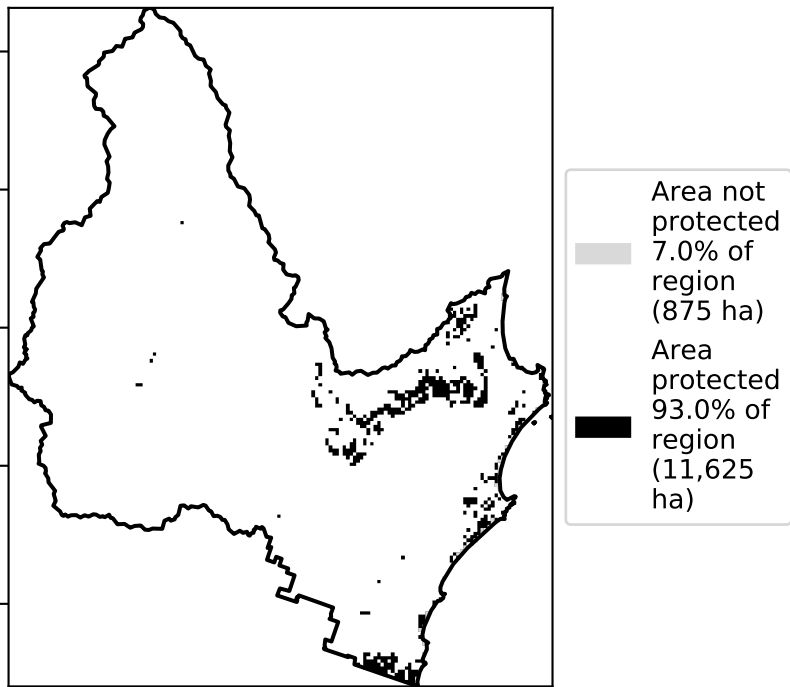 Area not
protected
7.0% of
region
(875 ha)
Area
protected
93.0% of
region
(11,625
ha)